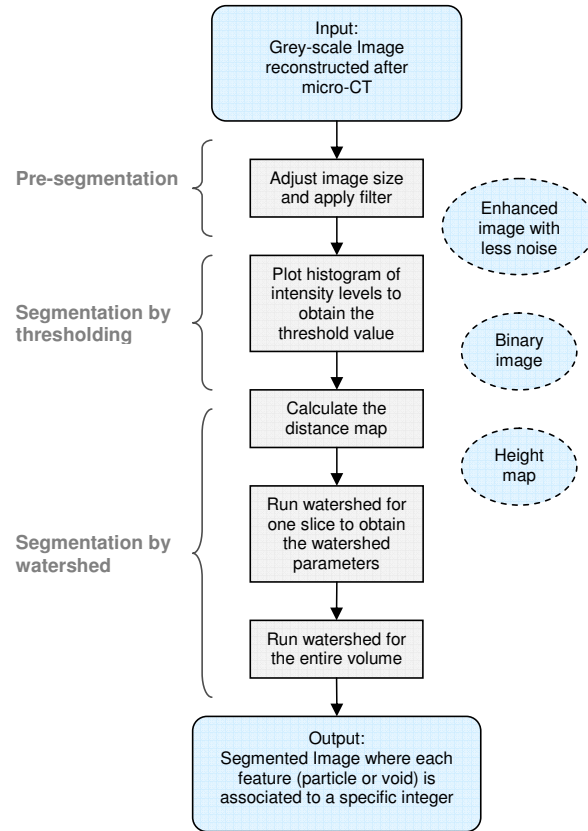 Input:
Grey-scale Image
reconstructed after
micro-CT
Pre-segmentation
Adjust image size
and apply filter
Enhanced
image with
less noise
Segmentation by
thresholding
Plot histogram of
intensity levels to
obtain the
threshold value
Binary
image
Calculate the
distance map
Height
map
Segmentation by
watershed
Run watershed for
one slice to obtain
the watershed
parameters
Run watershed for
the entire volume
Output:
Segmented Image where each
feature (particle or void) is
associated to a specific integer